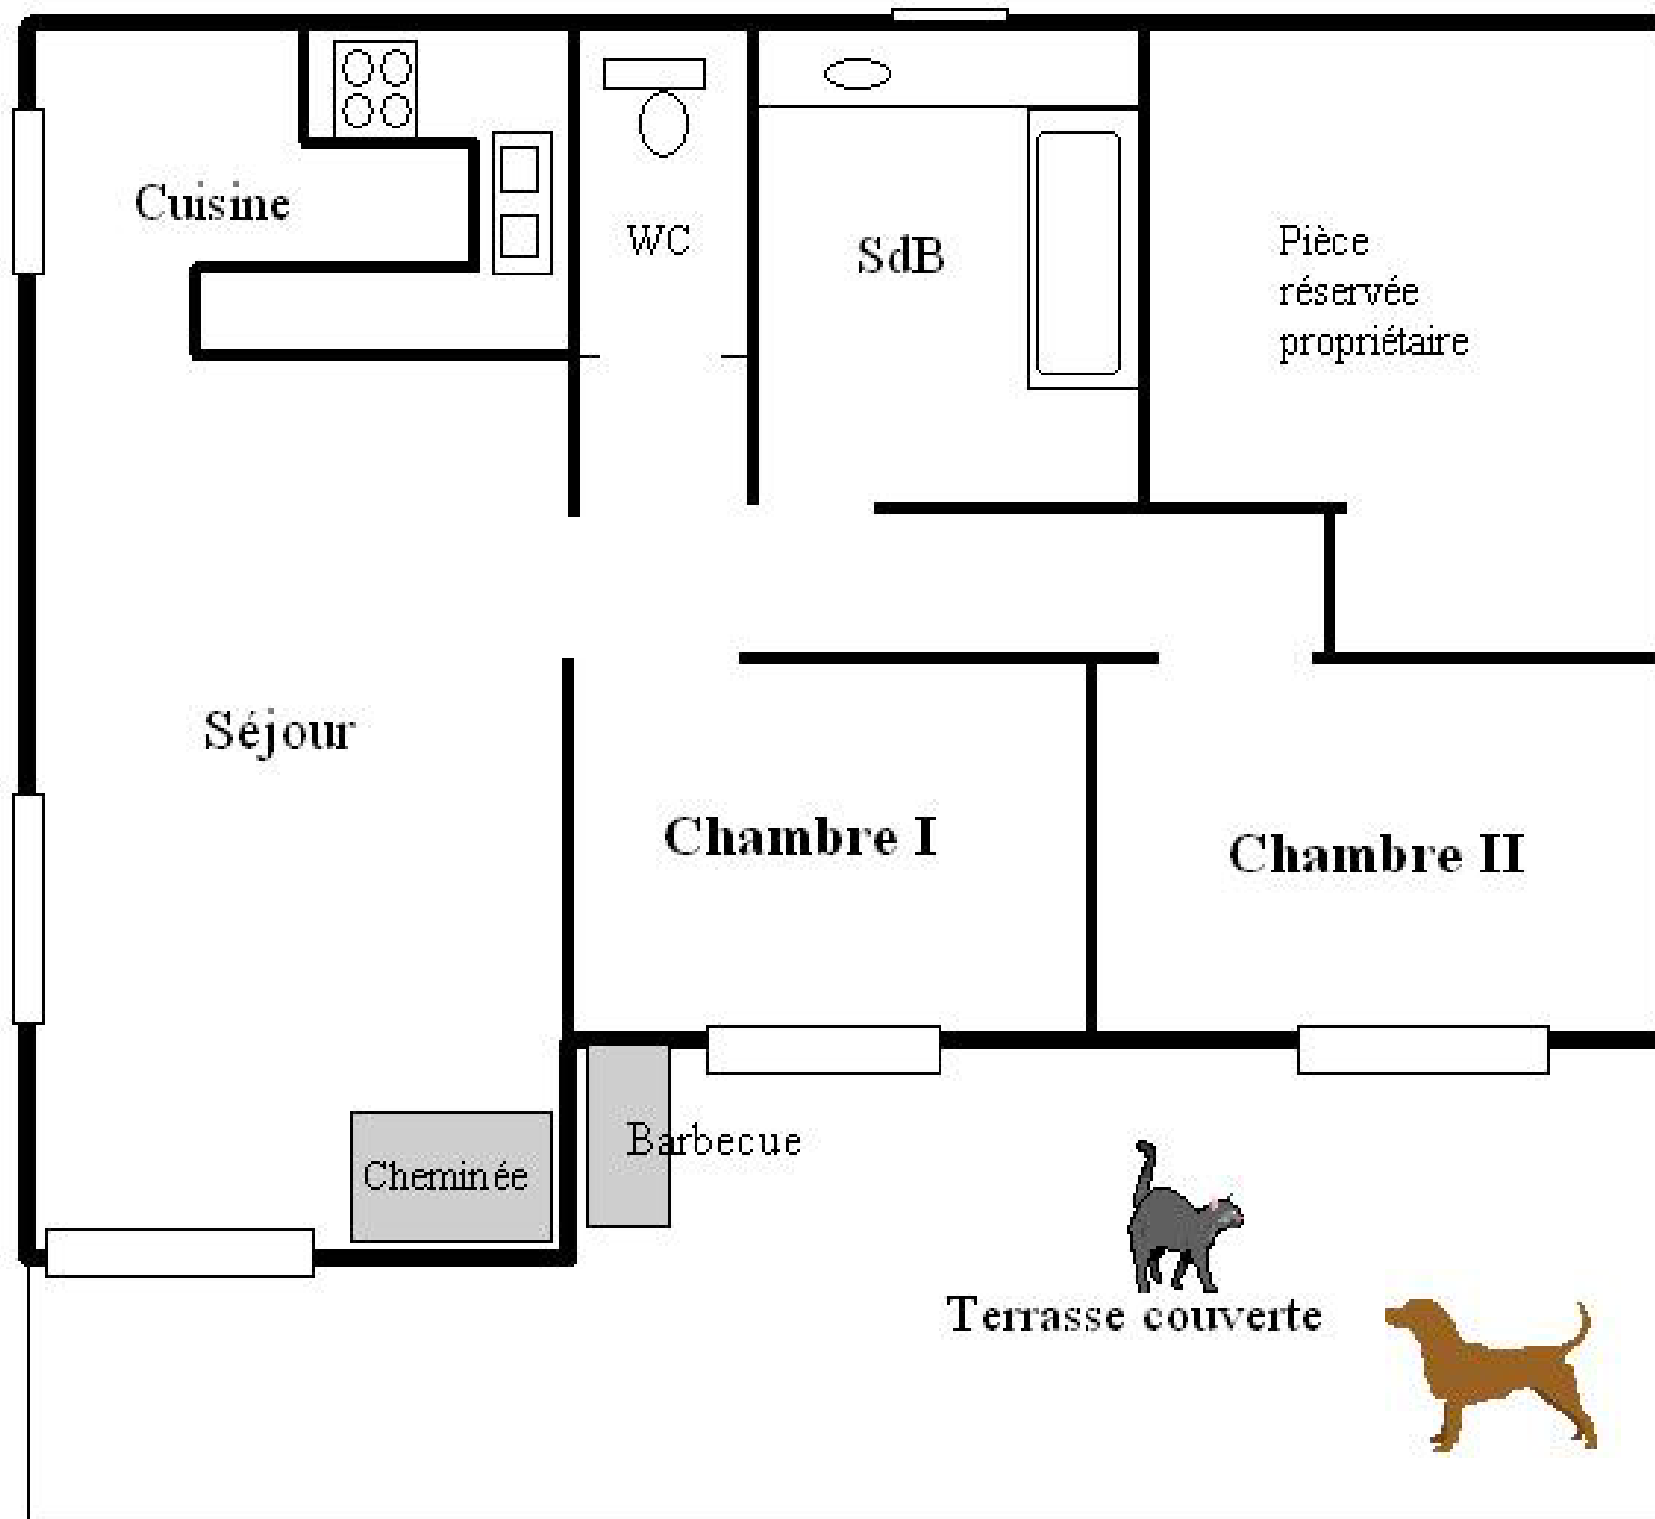 Cuisine
WC
SdB
Pièce
réservée
propriétaire
Séjour
Chambre I
Chambre II
Cheminée
Barbecue
Terrasse couverte